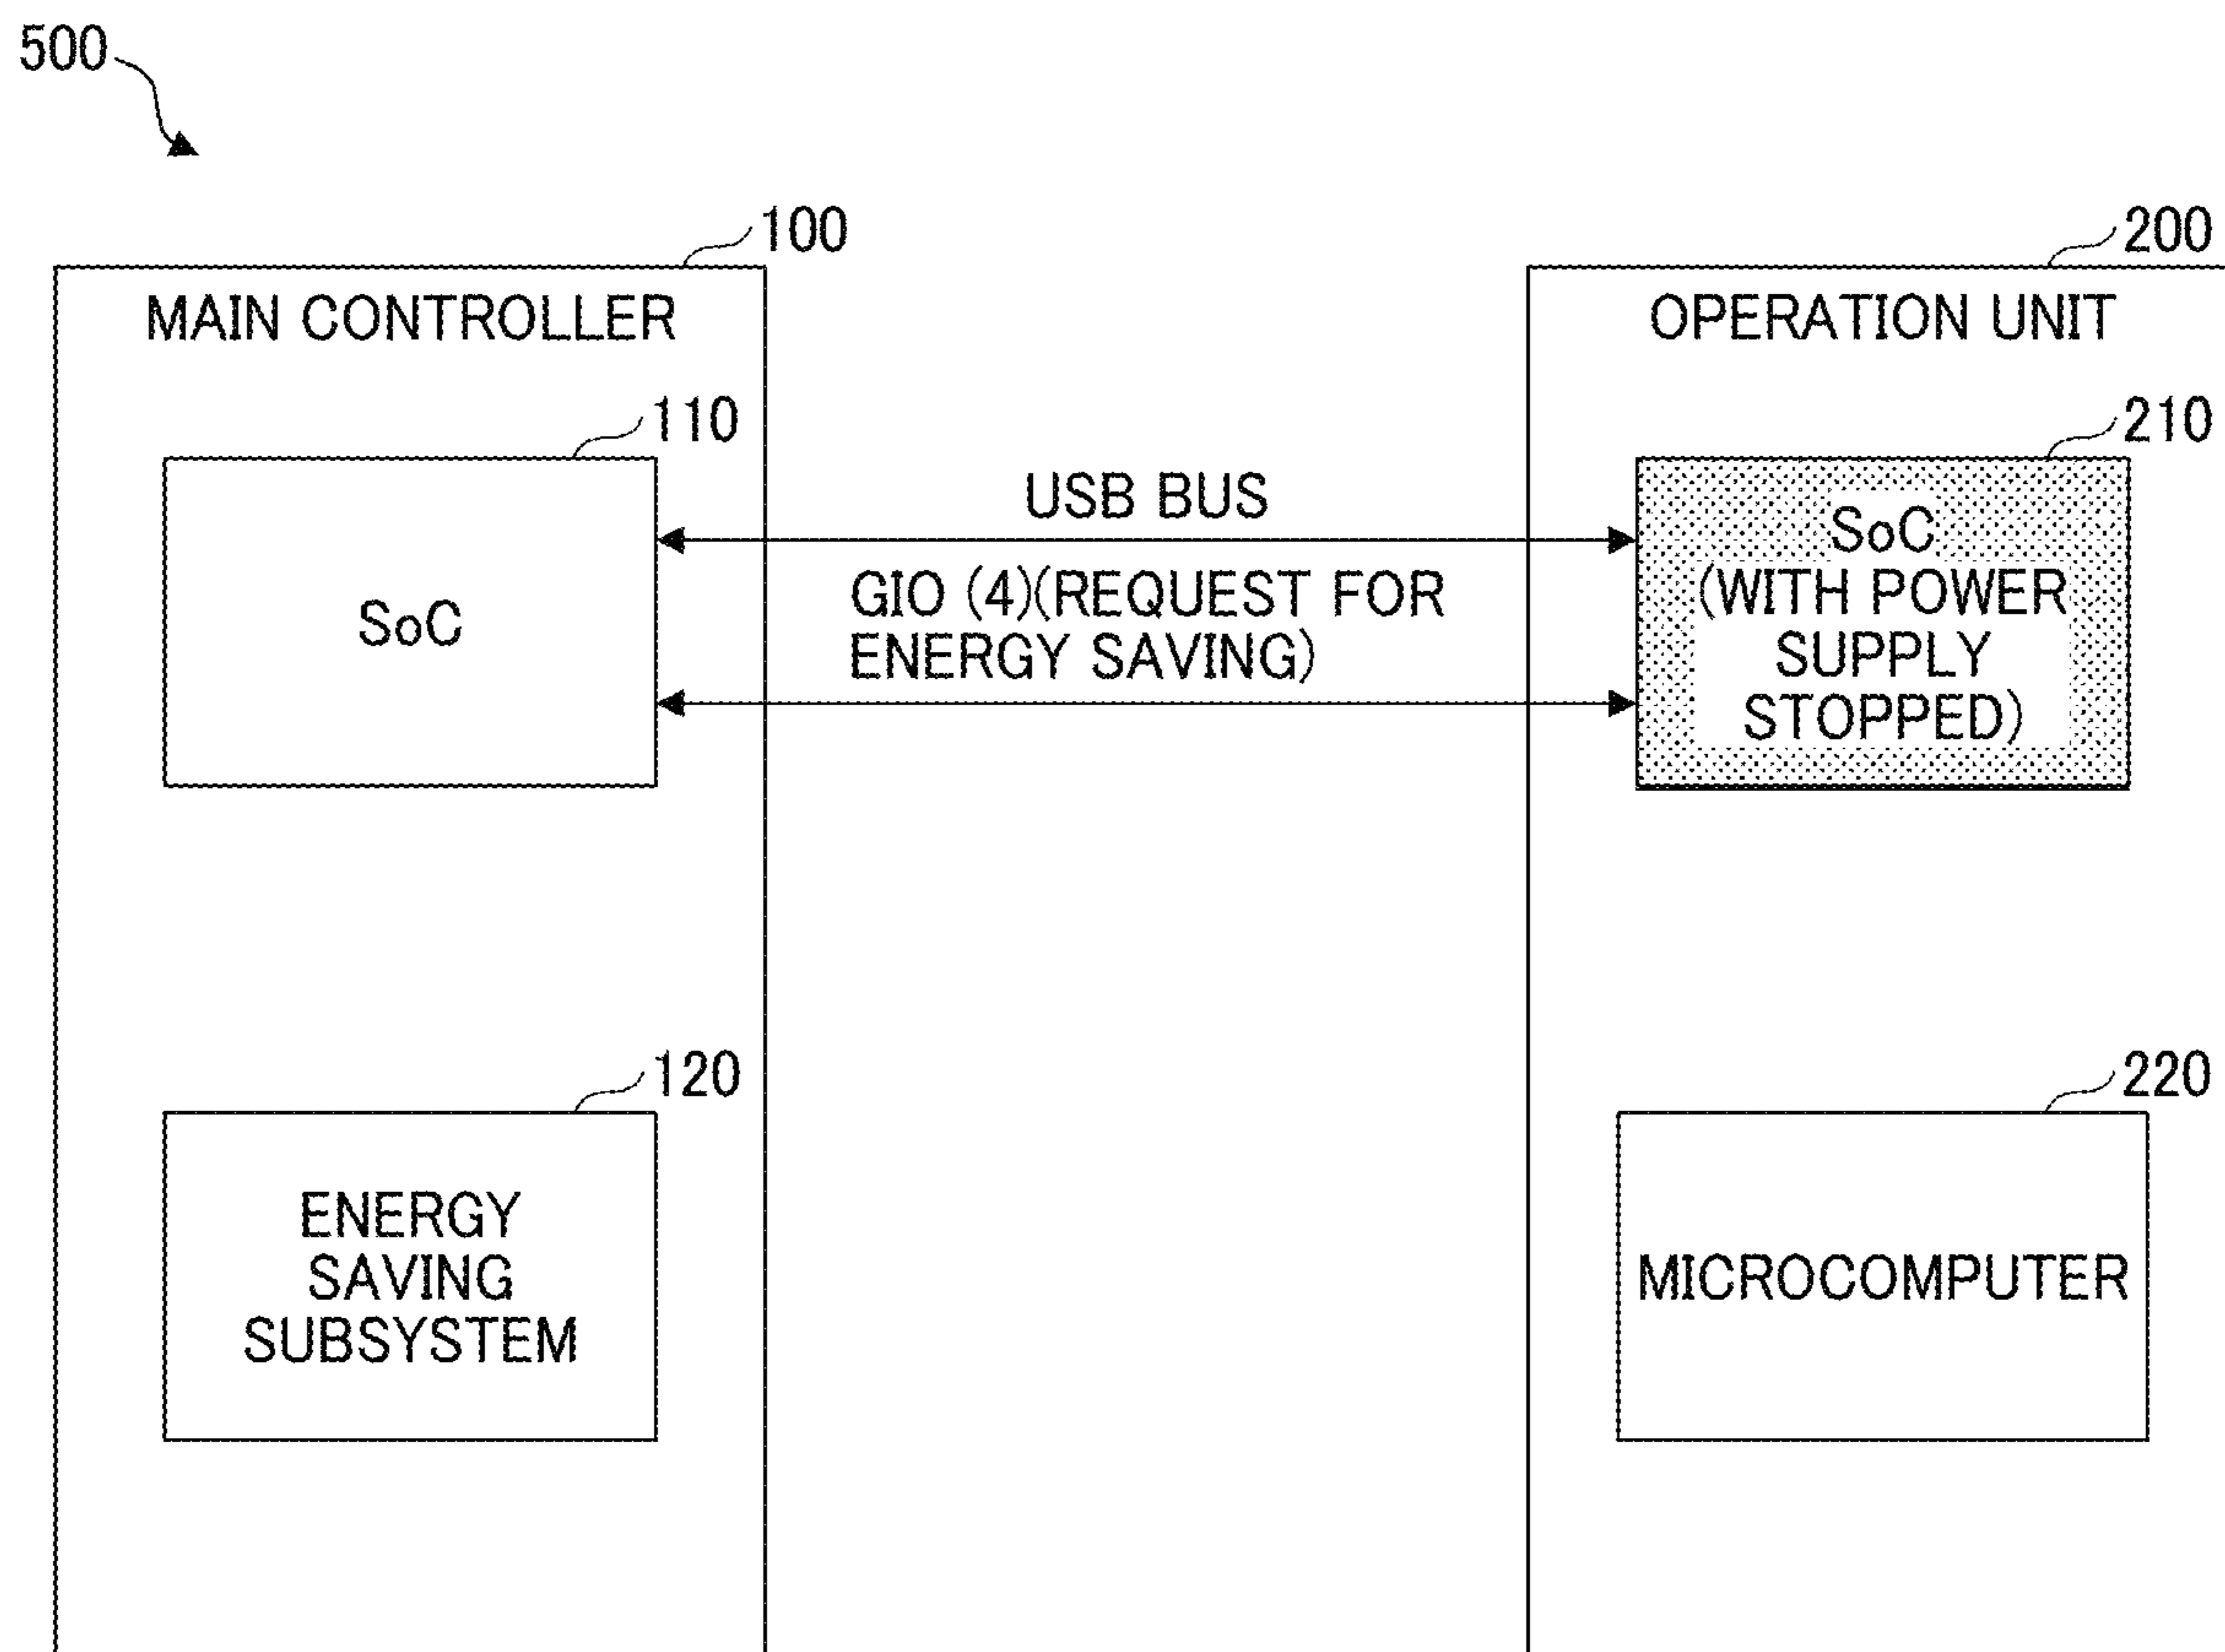 500
100
200
MAIN CONTROLLER
OPERATION UNIT
110
210
USB BUS
GIO (4)(REQUEST FOR
ENERGY SAVING)
SoC
SoC
(WITH POWER
SUPPLY
STOPPED)
120
220
ENERGY
SAVING
SUBSYSTEM
MICROCOMPUTER